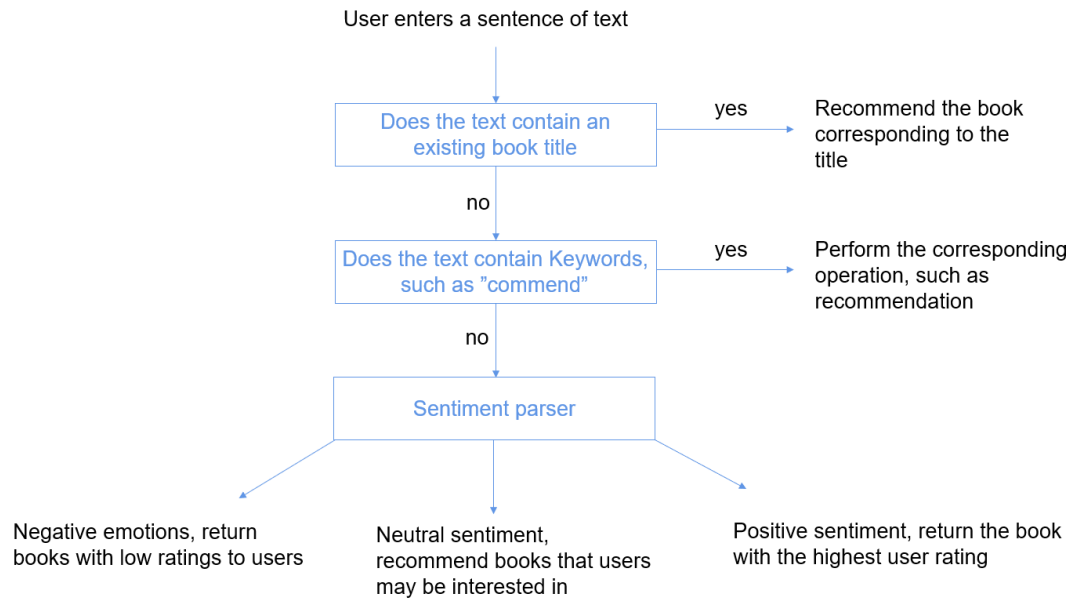 User enters a sentence of text
Does the text contain an
existing book title
yes
Recommend the book
corresponding to the
title
no
Does the text contain Keywords,
such as ”commend”
yes
Perform the corresponding
operation, such as
recommendation
no
Sentiment parser
Negative emotions, return
books with low ratings to users
Neutral sentiment,
recommend books that users
may be interested in
Positive sentiment, return the book
with the highest user rating